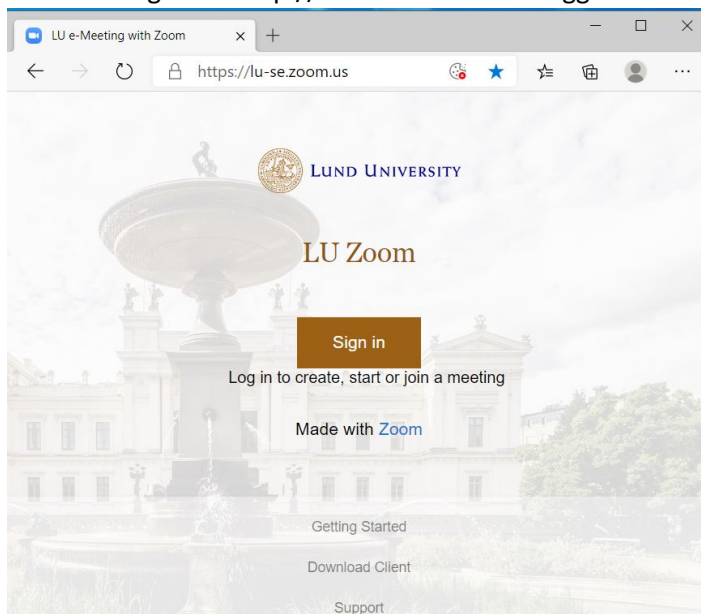 LU e-Meeting with Zoom
https://lu-se.zoom.us
LUND UNIVERSITY
LU Zoom
Sign in
Log in to create, start or join a meeting
Made with Zoom
Getting Started
Download Client
Support